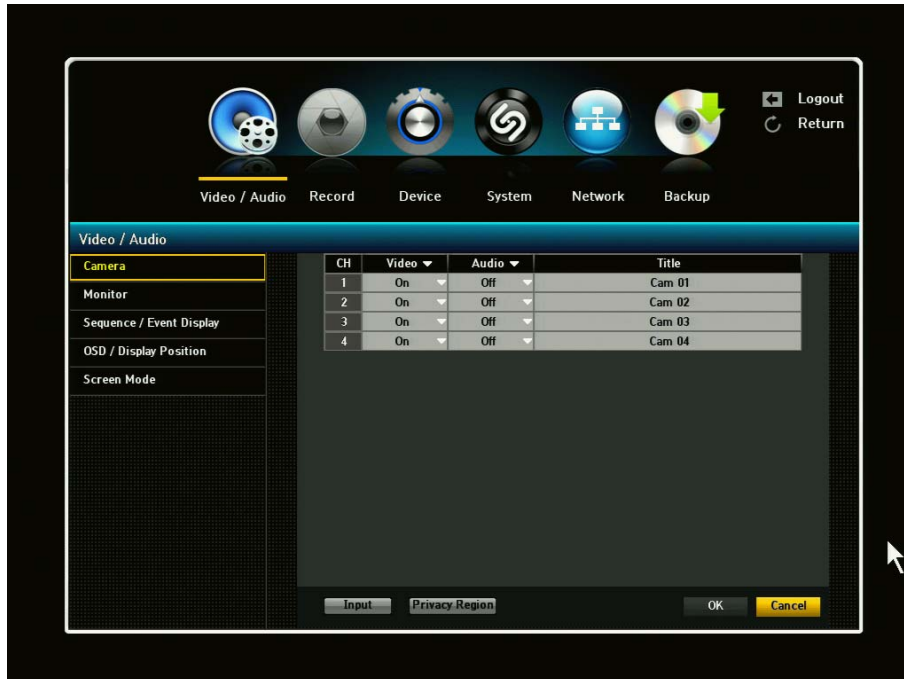 Logout
Return
Video / Audio Record Device System Network Backup
Video / Audio
Camera
Monitor
Sequence / Event Display
OSD / Display Position
Screen Mode
CH Video Audio Title
1 On Off Cam 01
2 On Off Cam 02
3 On Off Cam 03
4 On Off Cam 04
Input Privacy Region OK Cancel